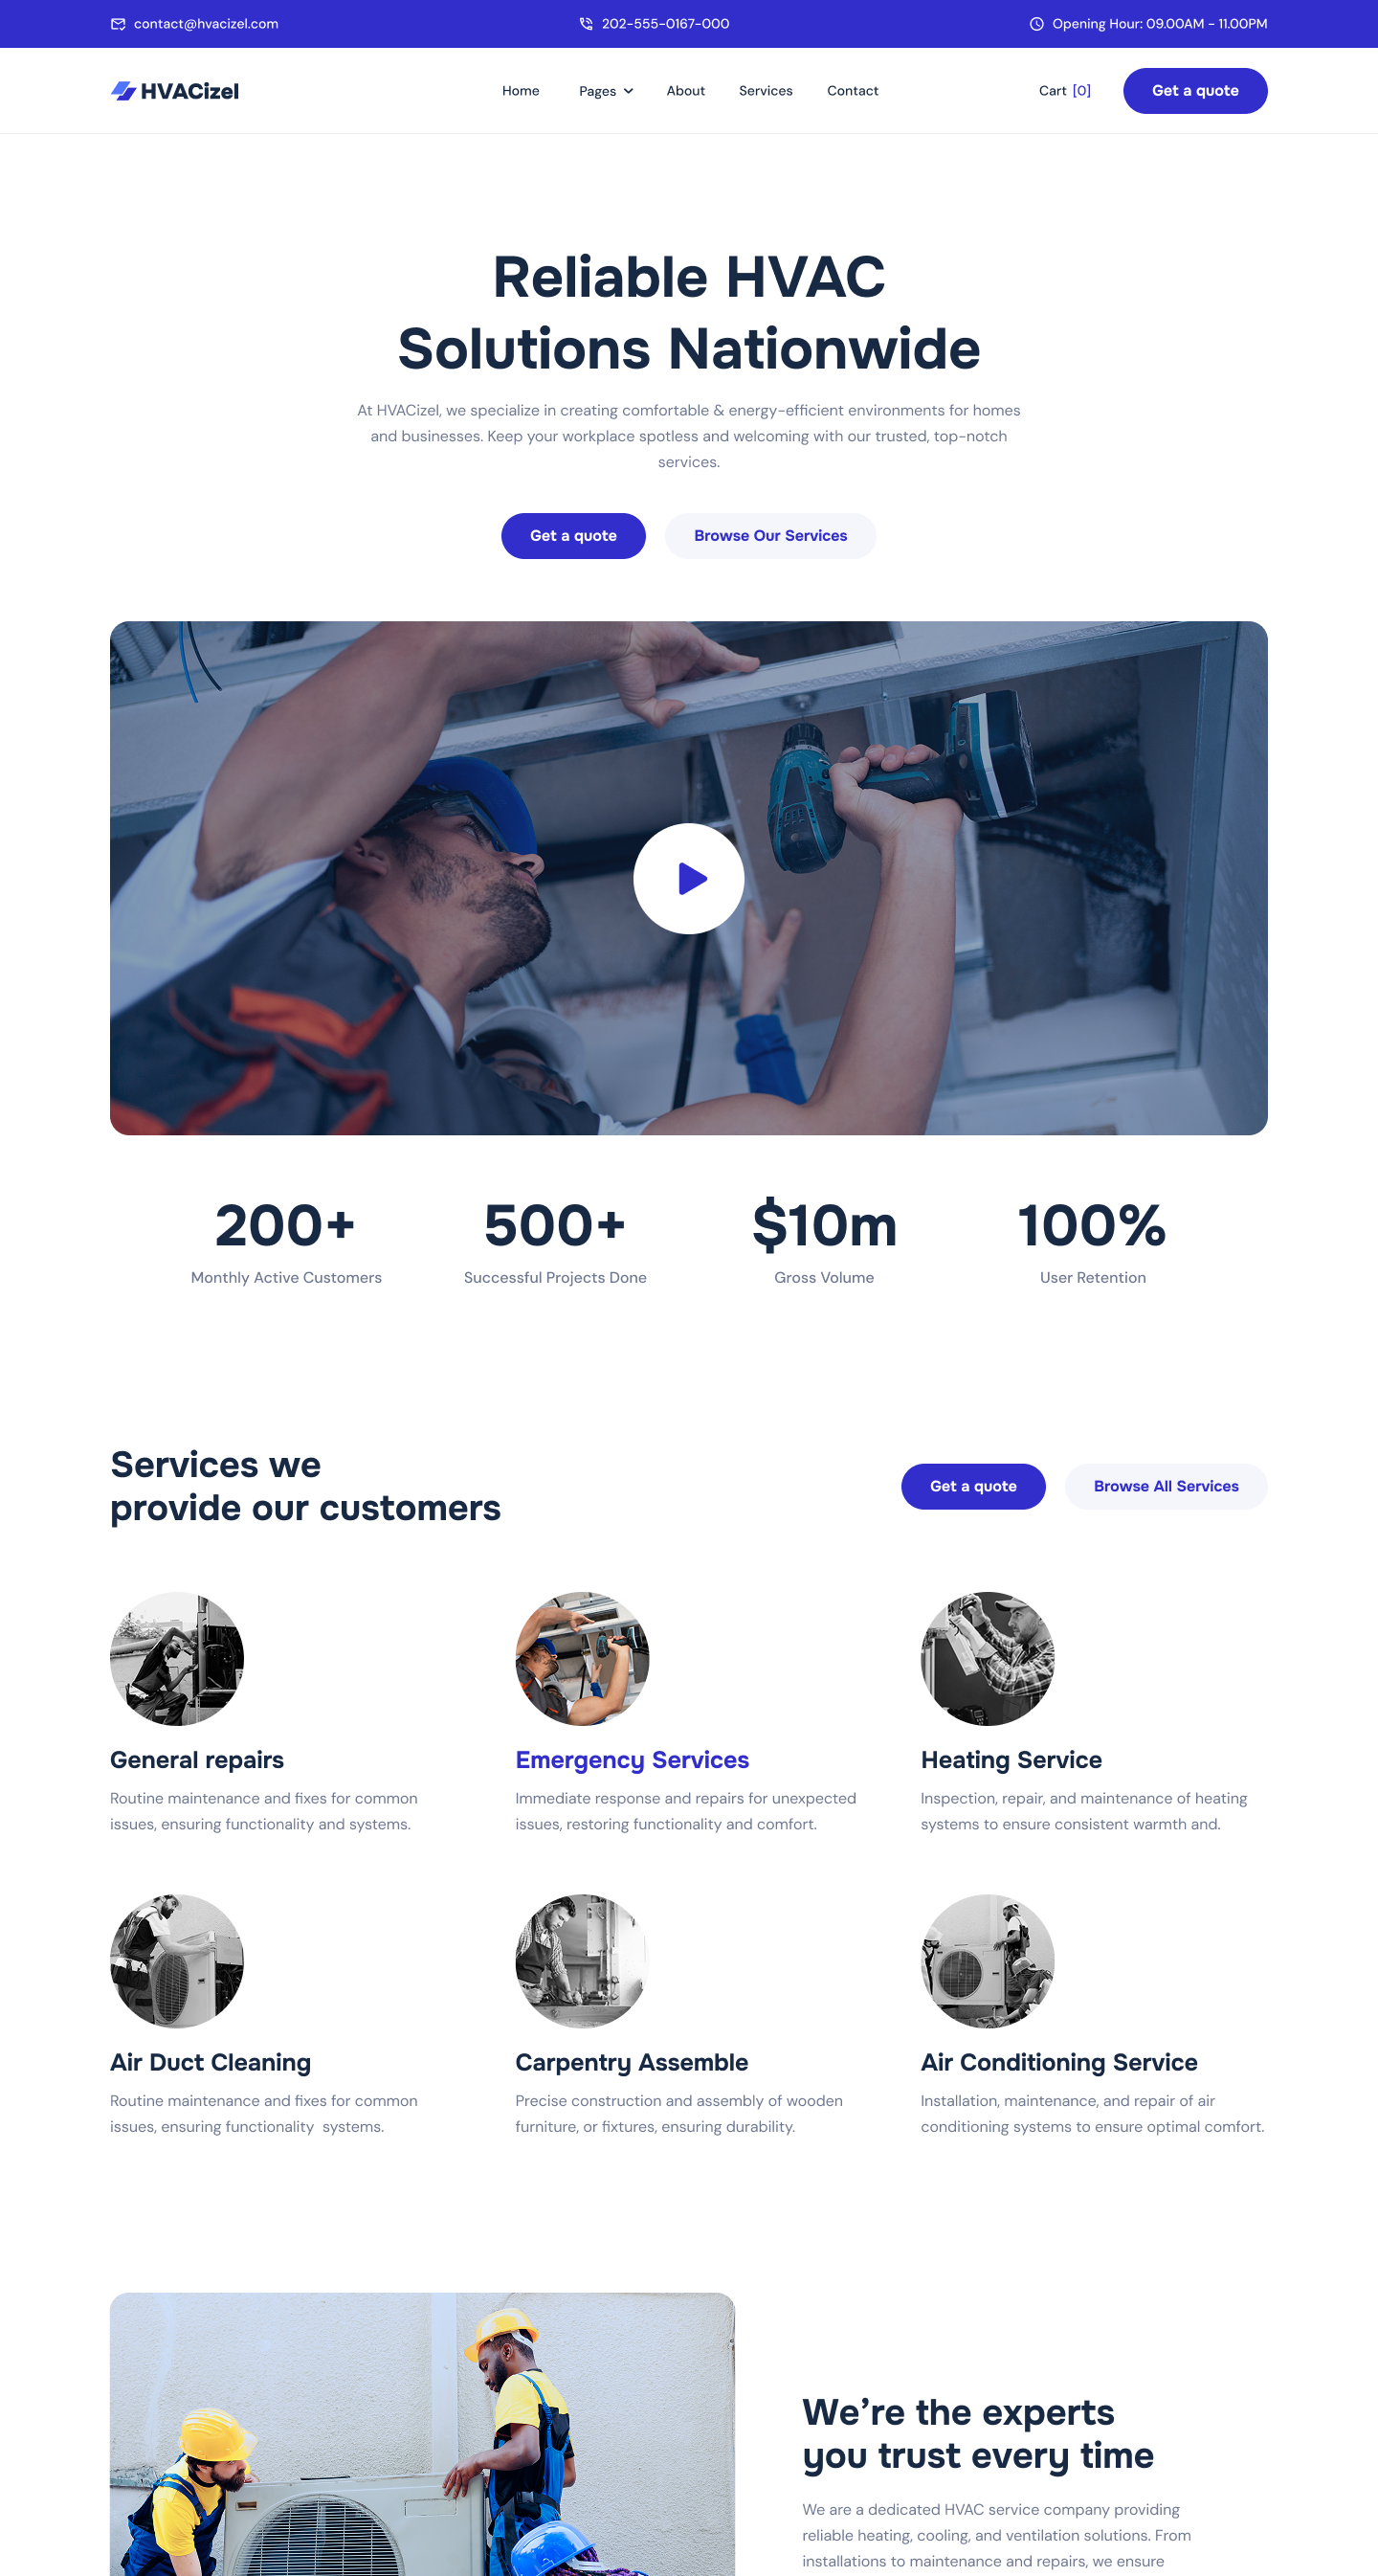 contact@hvacizel.com
202-555-0167-000
Opening Hour: 09.00AM - 11.00PM
HVACizel
Home
Pages
About
Services
Contact
Cart [0]
Get a quote
Reliable HVAC
Solutions Nationwide
At HVACizel, we specialize in creating comfortable & energy-efficient environments for homes
and businesses. Keep your workplace spotless and welcoming with our trusted, top-notch
services.
Get a quote
Browse Our Services
200+
Monthly Active Customers
500+
Successful Projects Done
$10m
Gross Volume
100%
User Retention
Services we
provide our customers
Get a quote
Browse All Services
General repairs
Routine maintenance and fixes for common
issues, ensuring functionality and systems.
Emergency Services
Immediate response and repairs for unexpected
issues, restoring functionality and comfort.
Heating Service
Inspection, repair, and maintenance of heating
systems to ensure consistent warmth and.
Air Duct Cleaning
Routine maintenance and fixes for common
issues, ensuring functionality  systems.
Carpentry Assemble
Precise construction and assembly of wooden
furniture, or fixtures, ensuring durability.
Air Conditioning Service
Installation, maintenance, and repair of air
conditioning systems to ensure optimal comfort.
We’re the experts
you trust every time
We are a dedicated HVAC service company providing
reliable heating, cooling, and ventilation solutions. From
installations to maintenance and repairs, we ensure